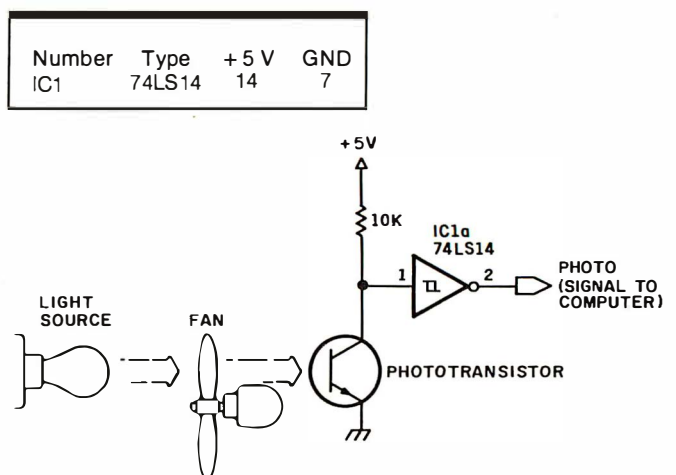 Number Type +5 V GND
IC1 74LS14 14 7
+5V
10K
IC1a
74LS14
1
2
PHOTO
(SIGNAL TO
COMPUTER)
LIGHT
SOURCE
FAN
PHOTOTRANSISTOR